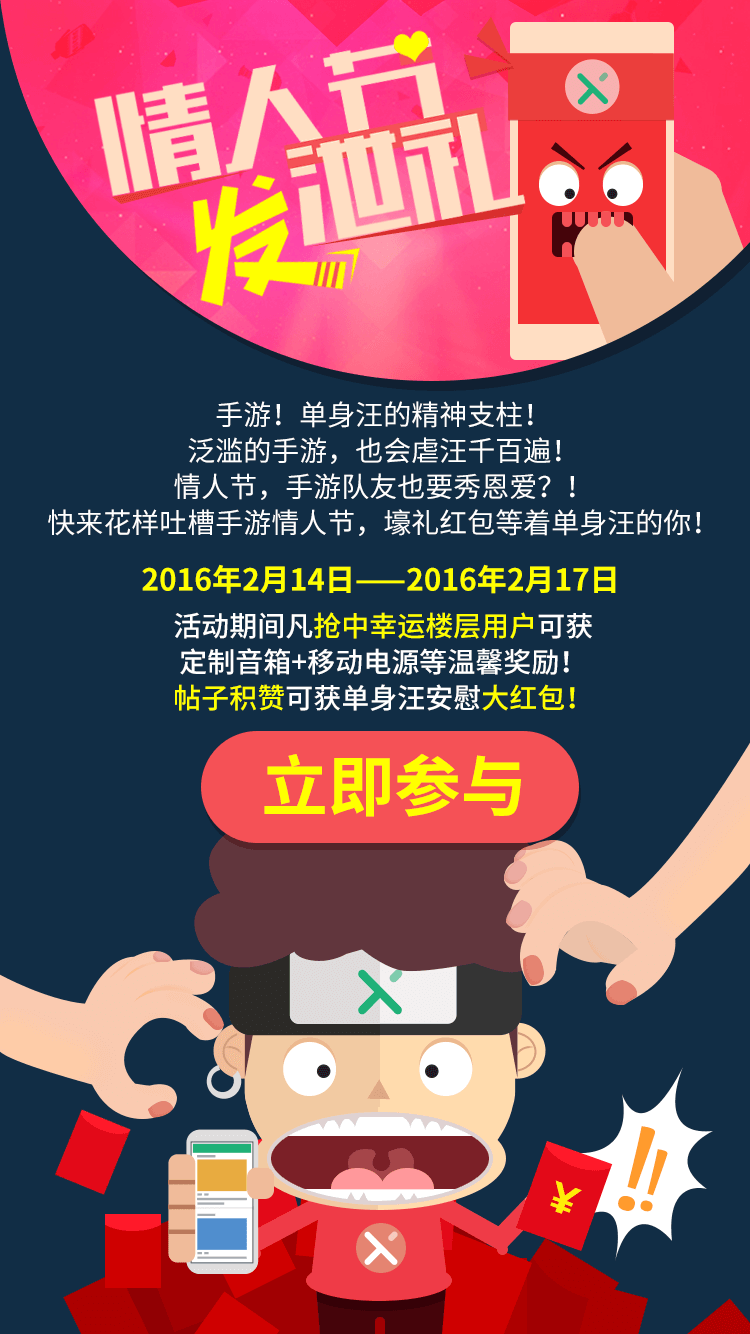 情人节
发泄礼
手游！单身汪的精神支柱！
泛滥的手游，也会虐汪千百遍！
情人节，手游队友也要秀恩爱？！
快来花样吐槽手游情人节，壕礼红包等着单身汪的你！
2016年2月14日——2016年2月17日
活动期间凡抢中幸运楼层用户可获
定制音箱+移动电源等温馨奖励！
帖子积赞可获单身汪安慰大红包！
立即参与
!!
¥